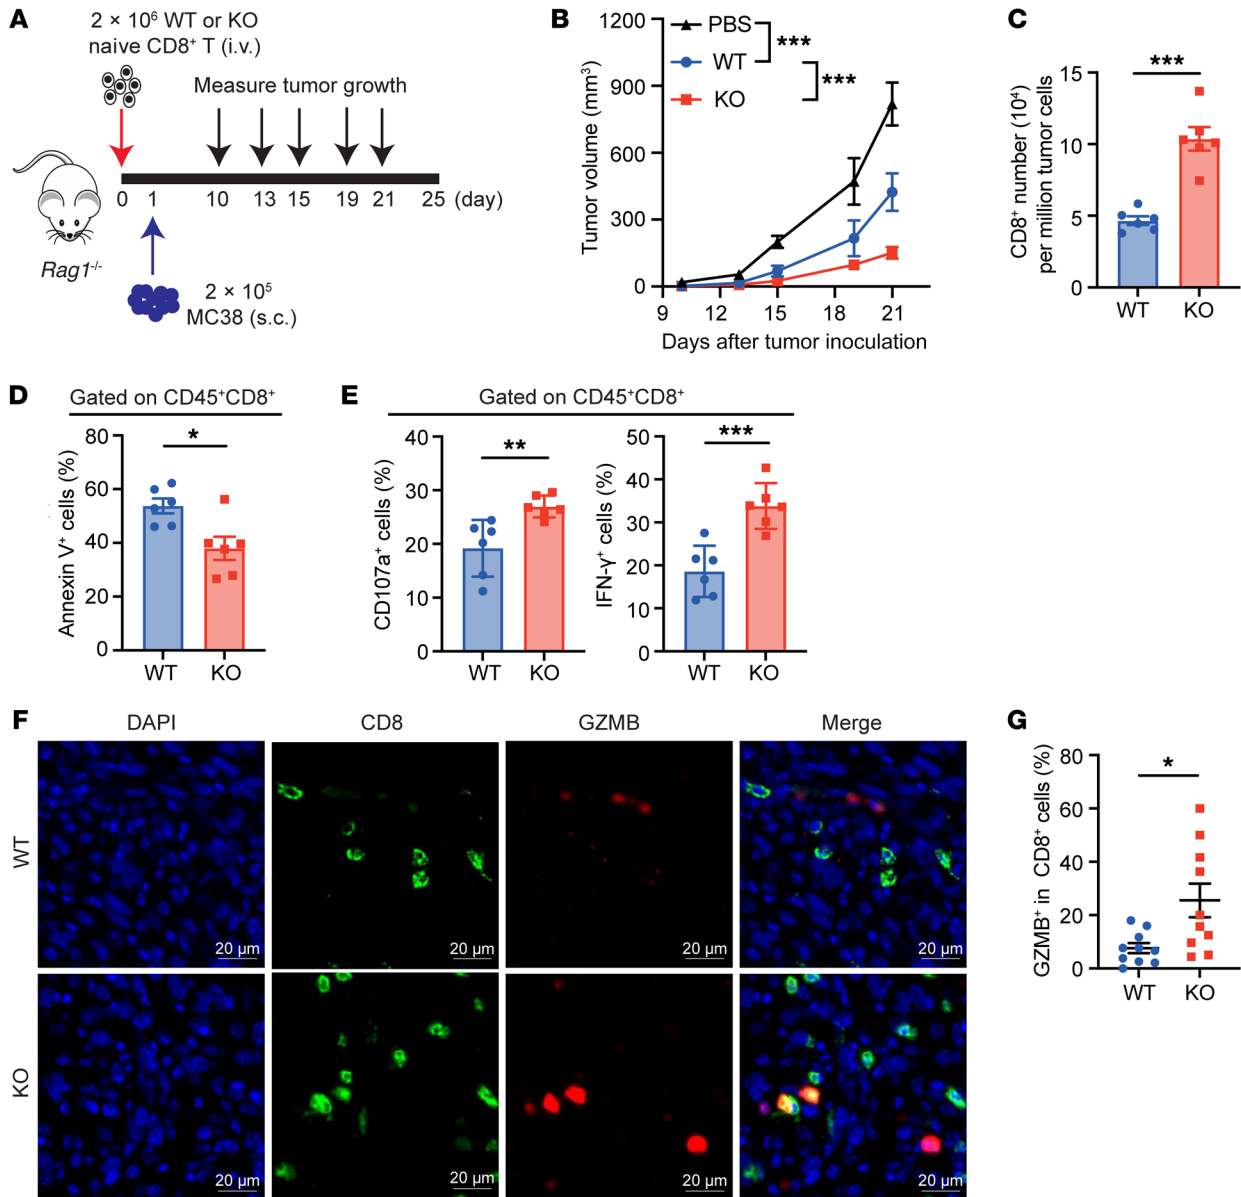 A
2 × 10⁶ WT or KO
naive CD8⁺ T (i.v.)
Measure tumor growth
0 1 10 13 15 19 21 25 (day)
Rag1⁻/⁻
2 × 10⁵
MC38 (s.c.)
B
1200
900
600
300
0
Tumor volume (mm³)
PBS
WT
KO
***
***
9 12 15 18 21
Days after tumor inoculation
C
CD8⁺ number (10⁴)
per million tumor cells
15
10
5
0
***
WT KO
D
Gated on CD45⁺CD8⁺
Annexin V⁺ cells (%)
80
60
40
20
0
*
WT KO
E
Gated on CD45⁺CD8⁺
CD107a⁺ cells (%)
40
30
20
10
0
**
WT KO
IFN-γ⁺ cells (%)
50
40
30
20
10
0
***
WT KO
F
DAPI CD8 GZMB Merge
WT
20 μm 20 μm 20 μm 20 μm
KO
20 μm 20 μm 20 μm 20 μm
G
GZMB⁺ in CD8⁺ cells (%)
80
60
40
20
0
*
WT KO